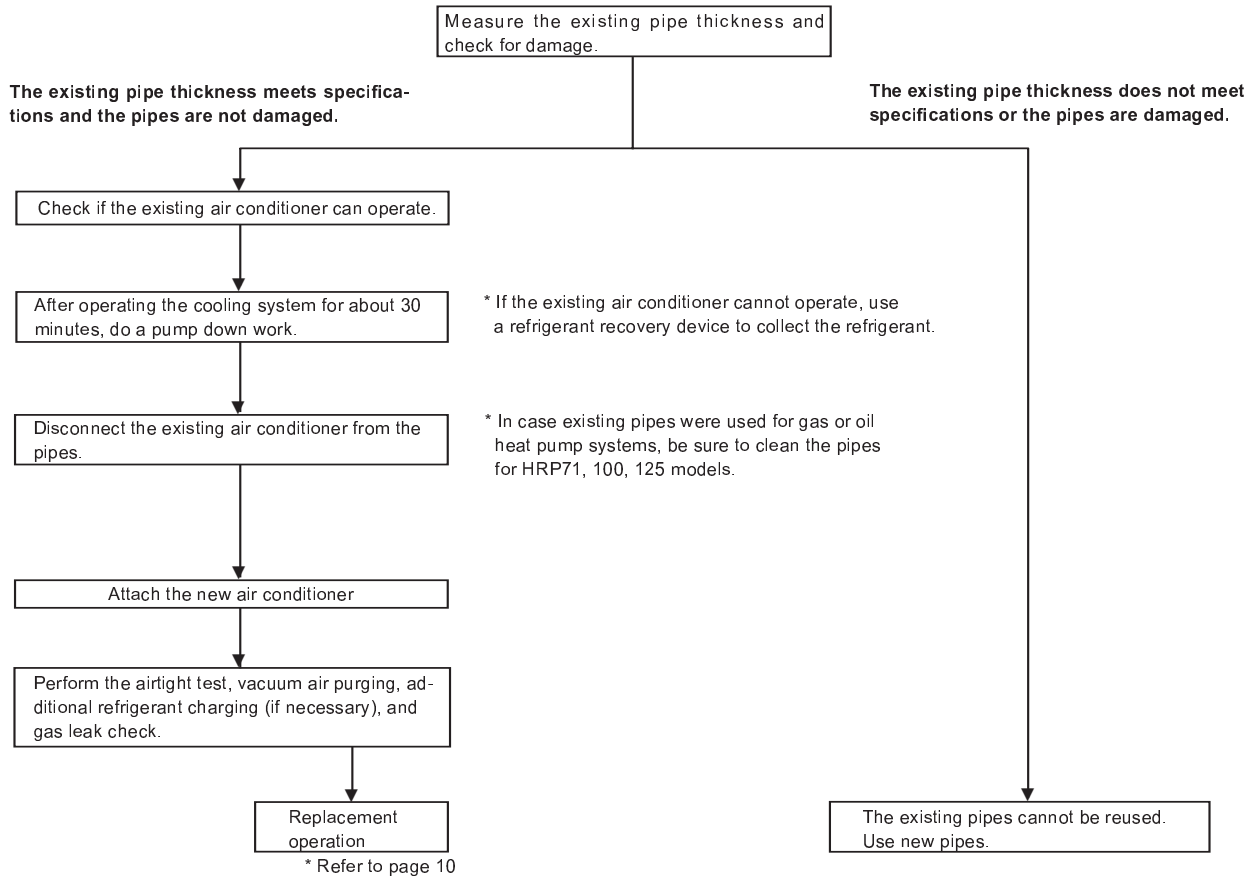 Measure the existing pipe thickness and
check for damage.
The existing pipe thickness meets specifica-
tions and the pipes are not damaged.
The existing pipe thickness does not meet
specifications or the pipes are damaged.
Check if the existing air conditioner can operate.
After operating the cooling system for about 30
minutes, do a pump down work.
* If the existing air conditioner cannot operate, use
a refrigerant recovery device to collect the refrigerant.
Disconnect the existing air conditioner from the
pipes.
* In case existing pipes were used for gas or oil
heat pump systems, be sure to clean the pipes
for HRP71, 100, 125 models.
Attach the new air conditioner
Perform the airtight test, vacuum air purging, ad-
ditional refrigerant charging (if necessary), and
gas leak check.
Replacement
operation
* Refer to page 10
The existing pipes cannot be reused.
Use new pipes.